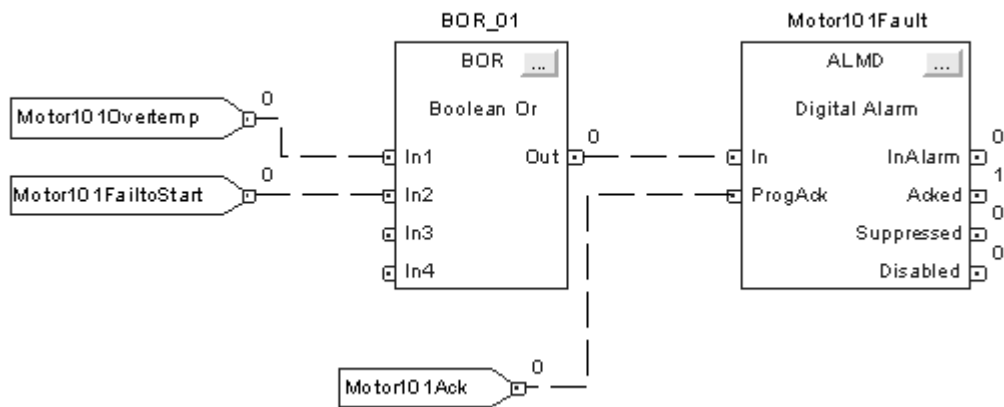 BOR_01
Motor101Fault
BOR ...
ALMD ...
Boolean Or
Digital Alarm
0
Motor101Overtemp
0
0
In1
Out
In
InAlarm
0
Motor101FailtoStart
1
In2
ProgAck
Acked
0
In3
Suppressed
0
In4
Disabled
0
Motor101Ack